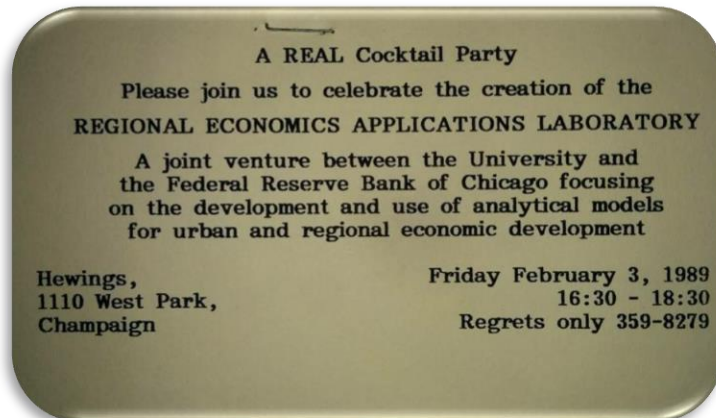 A REAL Cocktail Party
Please join us to celebrate the creation of the
REGIONAL ECONOMICS APPLICATIONS LABORATORY
A joint venture between the University and
the Federal Reserve Bank of Chicago focusing
on the development and use of analytical models
for urban and regional economic development
Hewings,
1110 West Park,
Champaign
Friday February 3, 1989
16:30 - 18:30
Regrets only 359-8279